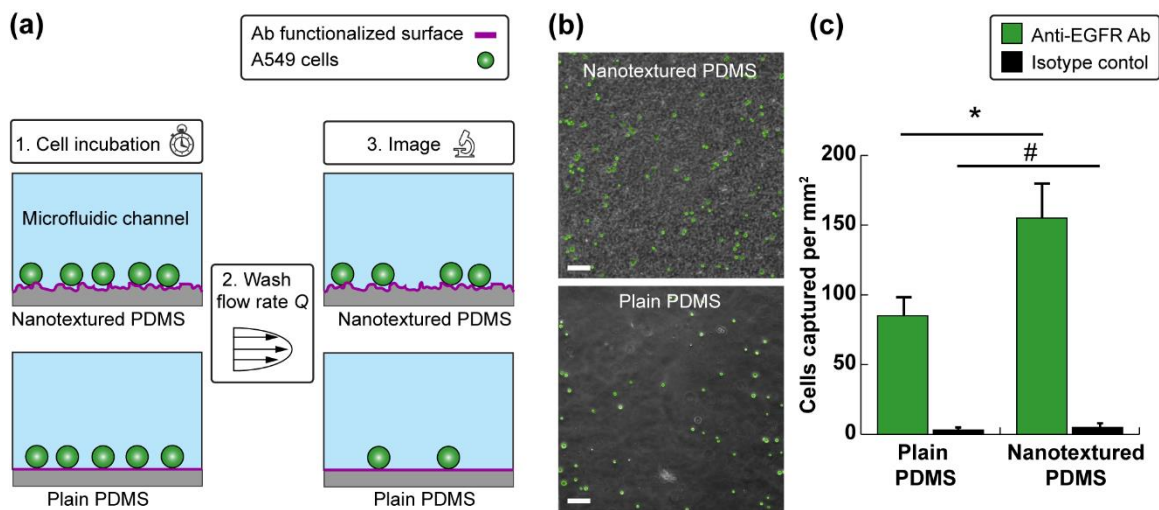 (a)
Ab functionalized surface
A549 cells
1. Cell incubation
3. Image
Microfluidic channel
Nanotextured PDMS
2. Wash
flow rate Q
Nanotextured PDMS
Plain PDMS
Plain PDMS
(b)
Nanotextured PDMS
Plain PDMS
(c)
Anti-EGFR Ab
Isotype contol
*
#
Cells captured per mm²
200
150
100
50
0
Plain
PDMS
Nanotextured
PDMS